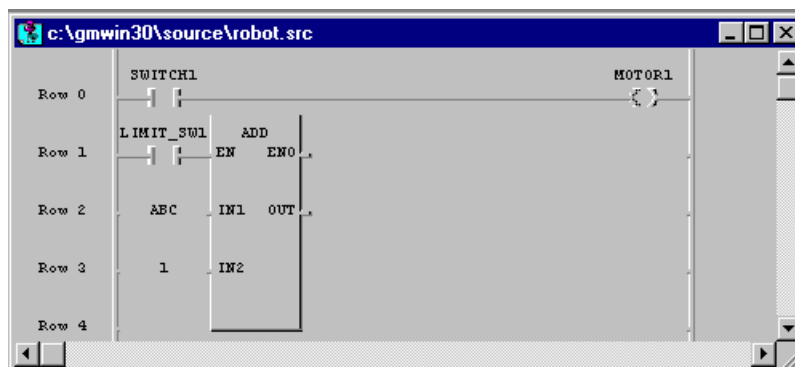 c:\gmwin30\source\robot.src
SWITCH1 MOTOR1
Row 0
LIMIT_SW1 ADD
Row 1 EN ENO
Row 2 ABC IN1 OUT
Row 3 1 IN2
Row 4